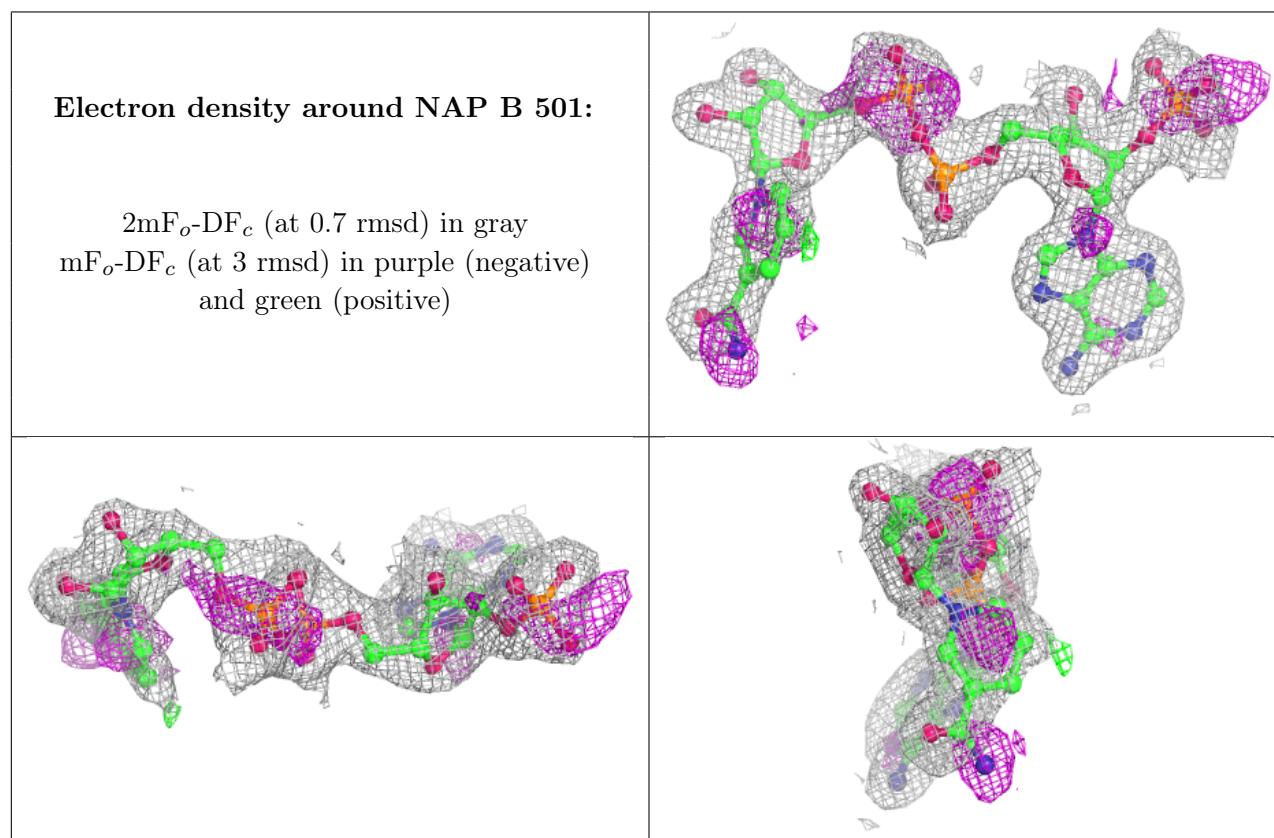 Electron density around NAP B 501:
2mFₒ-DF𝒸 (at 0.7 rmsd) in gray
mFₒ-DF𝒸 (at 3 rmsd) in purple (negative)
and green (positive)